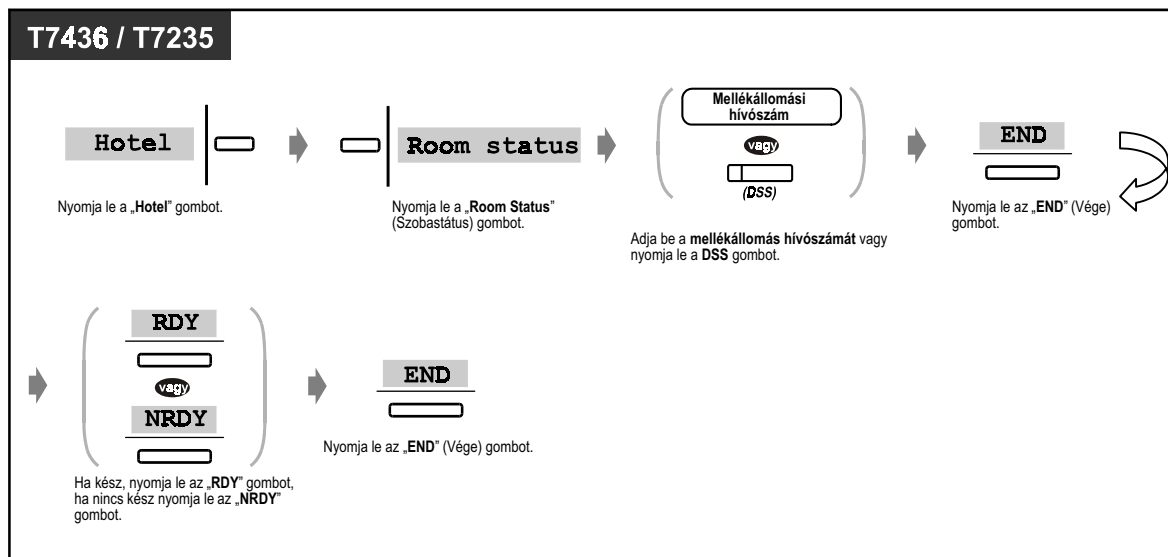 T7436 / T7235
Hotel
Nyomja le a „Hotel” gombot.
Room status
Nyomja le a „Room Status”
(Szobastátus) gombot.
Mellékállomási
hívószám
vagy
(DSS)
Adja be a mellékállomás hívószámát vagy
nyomja le a DSS gombot.
END
Nyomja le az „END” (Vége)
gombot.
RDY
vagy
NRDY
Ha kész, nyomja le az „RDY” gombot,
ha nincs kész nyomja le az „NRDY”
gombot.
END
Nyomja le az „END” (Vége) gombot.